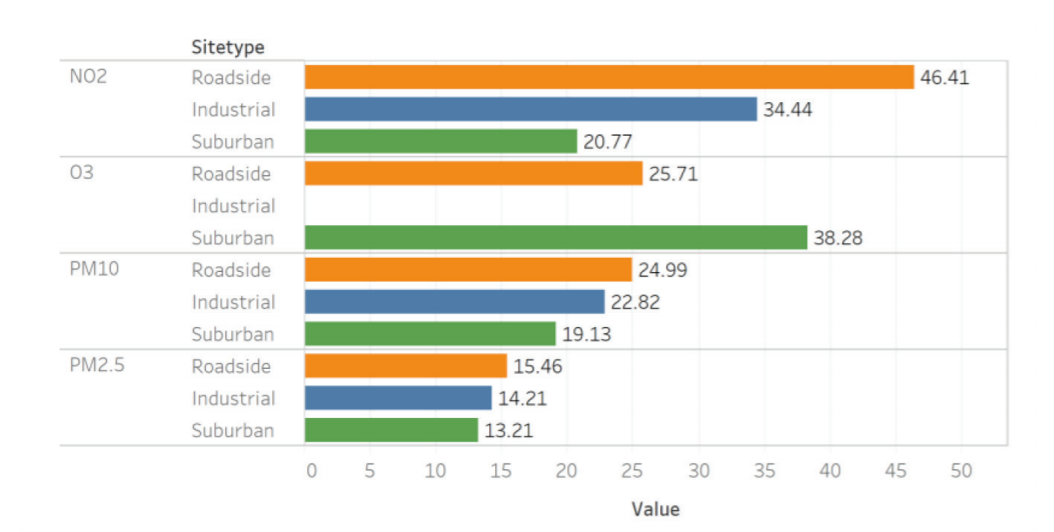 Sitetype
NO2 Roadside 46.41
Industrial 34.44
Suburban 20.77
O3 Roadside 25.71
Industrial
Suburban 38.28
PM10 Roadside 24.99
Industrial 22.82
Suburban 19.13
PM2.5 Roadside 15.46
Industrial 14.21
Suburban 13.21
0 5 10 15 20 25 30 35 40 45 50
Value